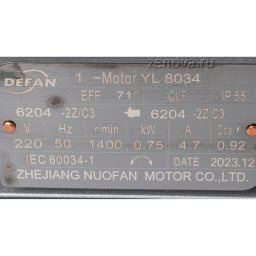 zenova.ru
DEFAN
1 ~Motor YL 8034
EFF 71 Cl.F IP 55
6204 -2Z/C3 6204 -2Z/C3
V Hz r/min kW A Cos φ
220 50 1400 0.75 4.7 0.92
IEC 60034-1 DATE 2023.12
ZHEJIANG NUOFAN MOTOR CO.,LTD.